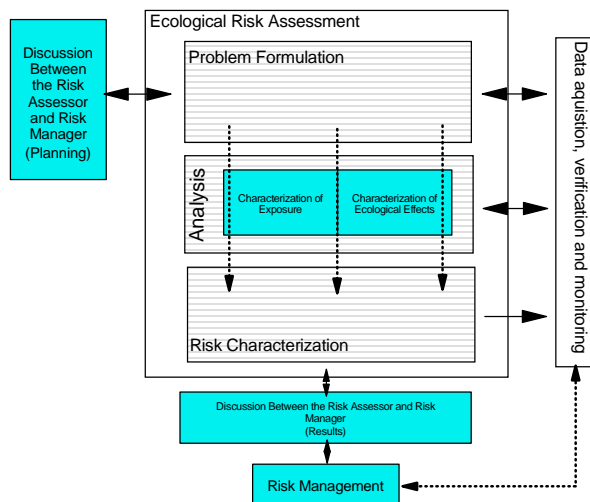 Ecological Risk Assessment
Discussion
Between the Risk
Assessor
and Risk
Manager
(Planning)
Problem Formulation
Analysis
Characterization of
Exposure
Characterization of
Ecological Effects
Risk Characterization
Data aquistion, verification and monitoring
Discussion Between the Risk Assessor and Risk
Manager
(Results)
Risk Management